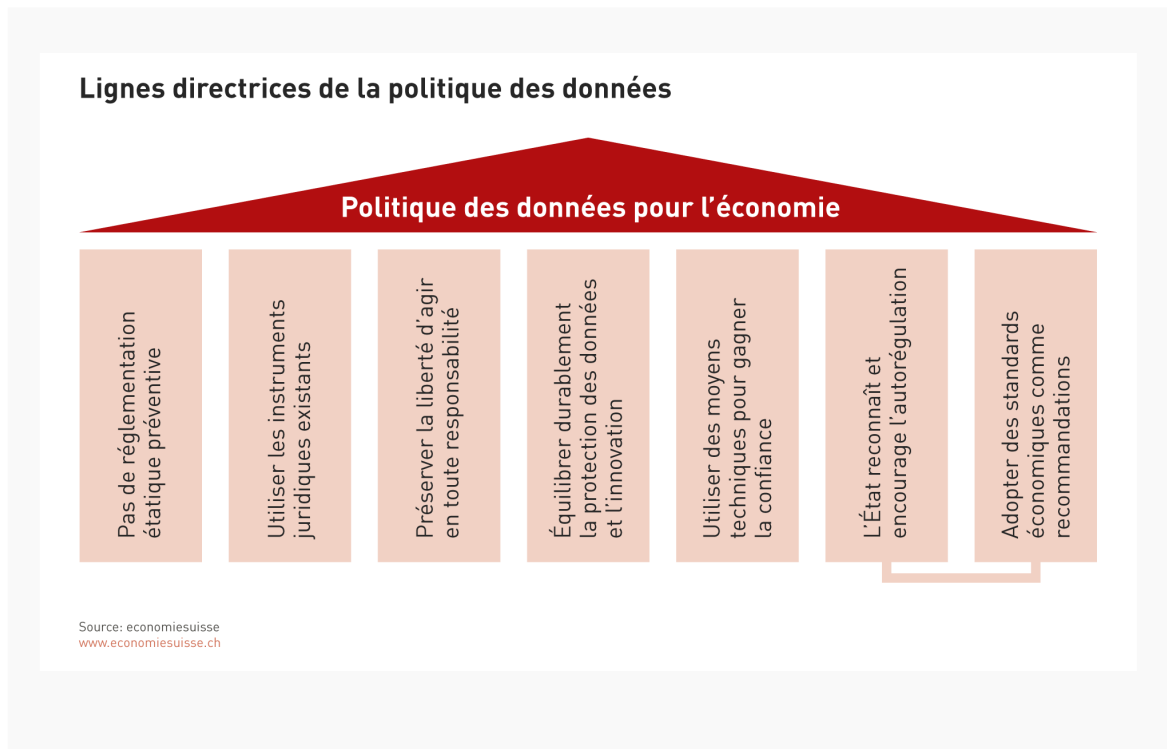 Lignes directrices de la politique des données
Politique des données pour l’économie
Pas de réglementation
étatique préventive
Utiliser les instruments
juridiques existants
Préserver la liberté d’agir
en toute responsabilité
Équilibrer durablement
la protection des données
et l’innovation
Utiliser des moyens
techniques pour gagner
la confiance
L’État reconnaît et
encourage l’autorégulation
Adopter des standards
économiques comme
recommandations
Source: economiesuisse
www.economiesuisse.ch